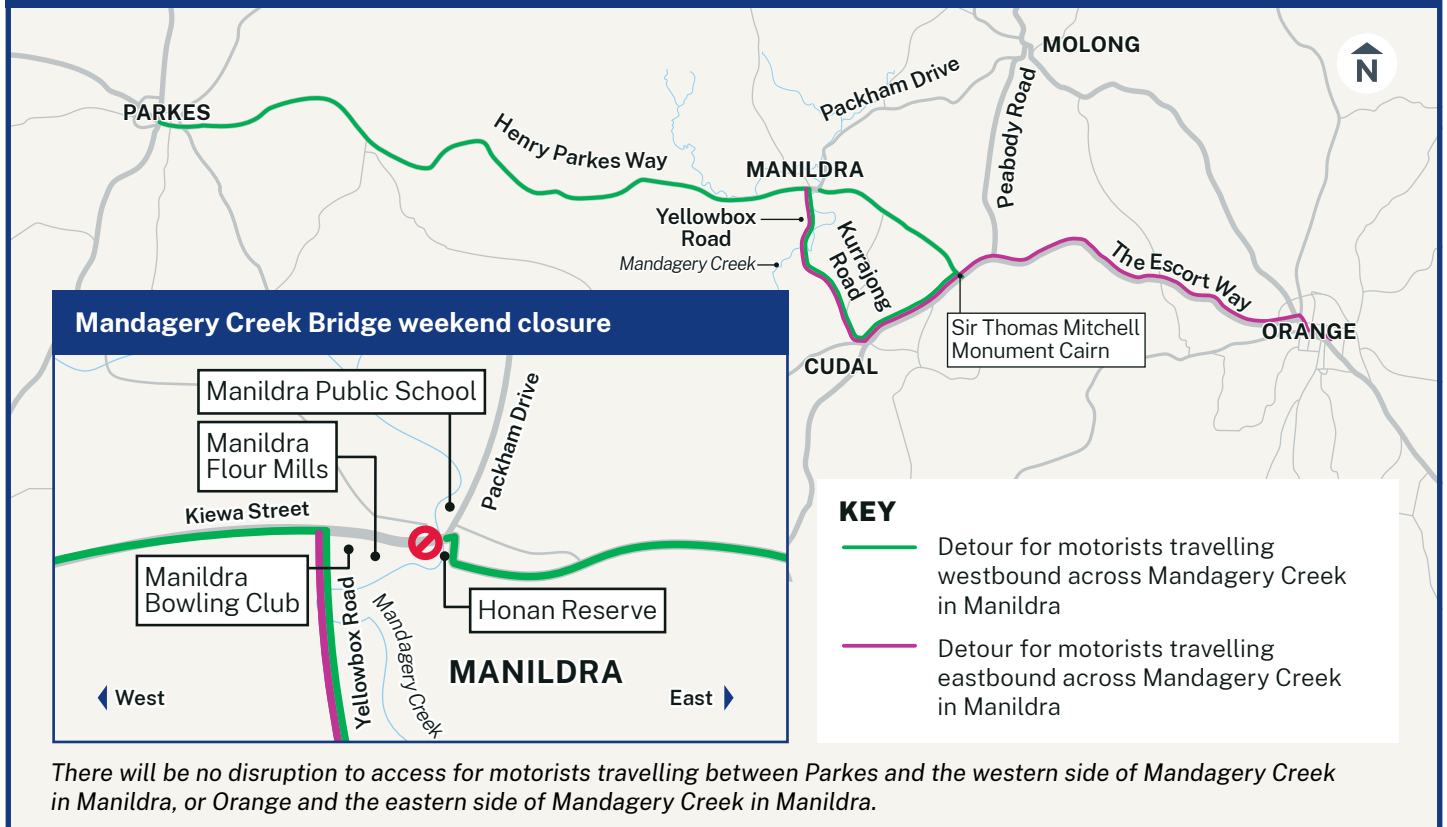 MOLONG
N
Packham Drive
PARKES
Peabody Road
Henry Parkes Way
MANILDRA
Yellowbox
Road
Mandagery Creek
Kurrajong
Road
The Escort Way
Sir Thomas Mitchell
Monument Cairn
ORANGE
CUDAL
Mandagery Creek Bridge weekend closure
Manildra Public School
Packham Drive
Manildra
Flour Mills
Kiewa Street
Manildra
Bowling Club
Yellowbox Road
Mandagery Creek
Honan Reserve
MANILDRA
West
East
KEY
Detour for motorists travelling
westbound across Mandagery Creek
in Manildra
Detour for motorists travelling
eastbound across Mandagery Creek
in Manildra
There will be no disruption to access for motorists travelling between Parkes and the western side of Mandagery Creek
in Manildra, or Orange and the eastern side of Mandagery Creek in Manildra.